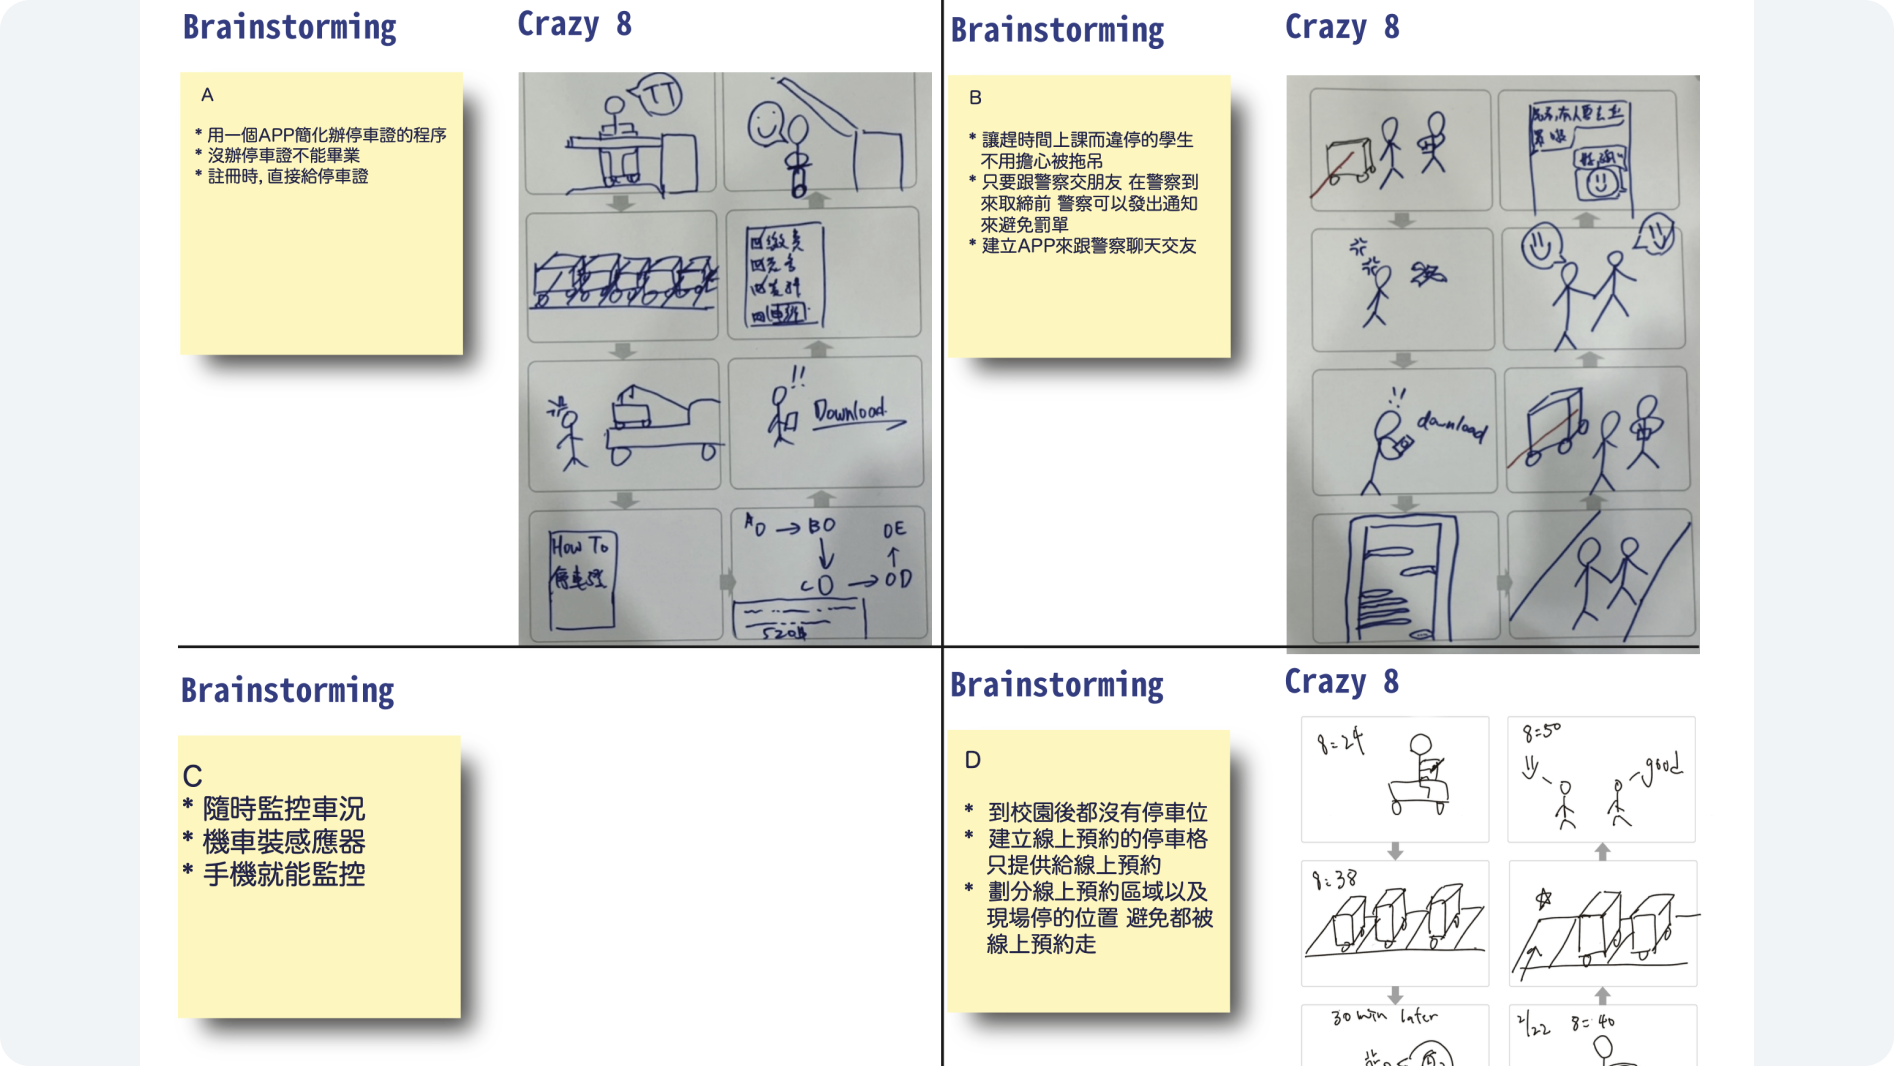 Brainstorming
Crazy 8
A
* 用一個APP簡化辦停車證的程序
* 沒辦停車證不能畢業
* 註冊時, 直接給停車證
TT
繳費
Download
How To
停車證
A → B
C → D
E
Brainstorming
Crazy 8
B
* 讓趕時間上課而違停的學生
不用擔心被拖吊
* 只要跟警察交朋友 在警察到
來取締前 警察可以發出通知
來避免罰單
* 建立APP來跟警察聊天交友
!!
download
Brainstorming
C
* 隨時監控車況
* 機車裝感應器
* 手機就能監控
Brainstorming
Crazy 8
D
* 到校園後都沒有停車位
* 建立線上預約的停車格
只提供給線上預約
* 劃分線上預約區域以及
現場停的位置 避免都被
線上預約走
8:24
8:50
good
8:38
30 min later
2/22 8:40